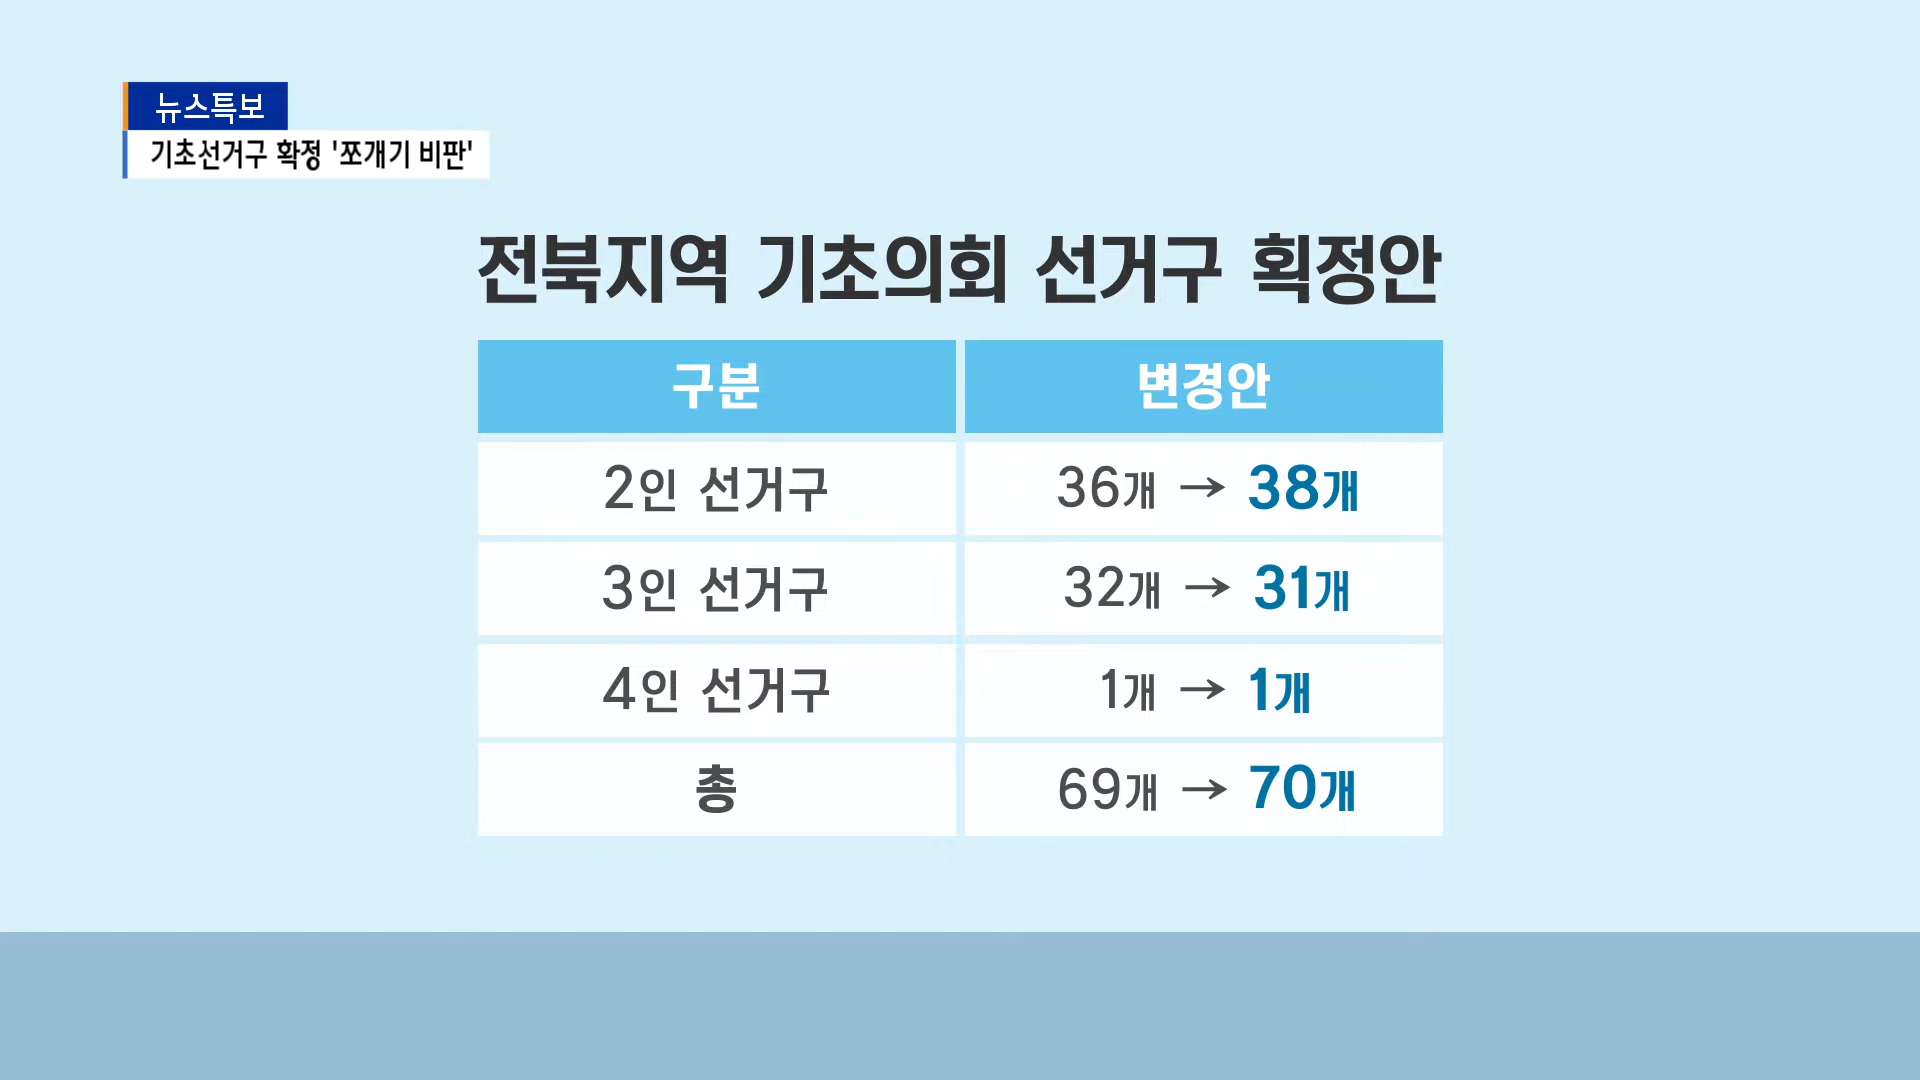 뉴스특보
기초선거구 확정 '쪼개기 비판'
전북지역 기초의회 선거구 획정안
구분 변경안
2인 선거구 36개 → 38개
3인 선거구 32개 → 31개
4인 선거구 1개 → 1개
총 69개 → 70개